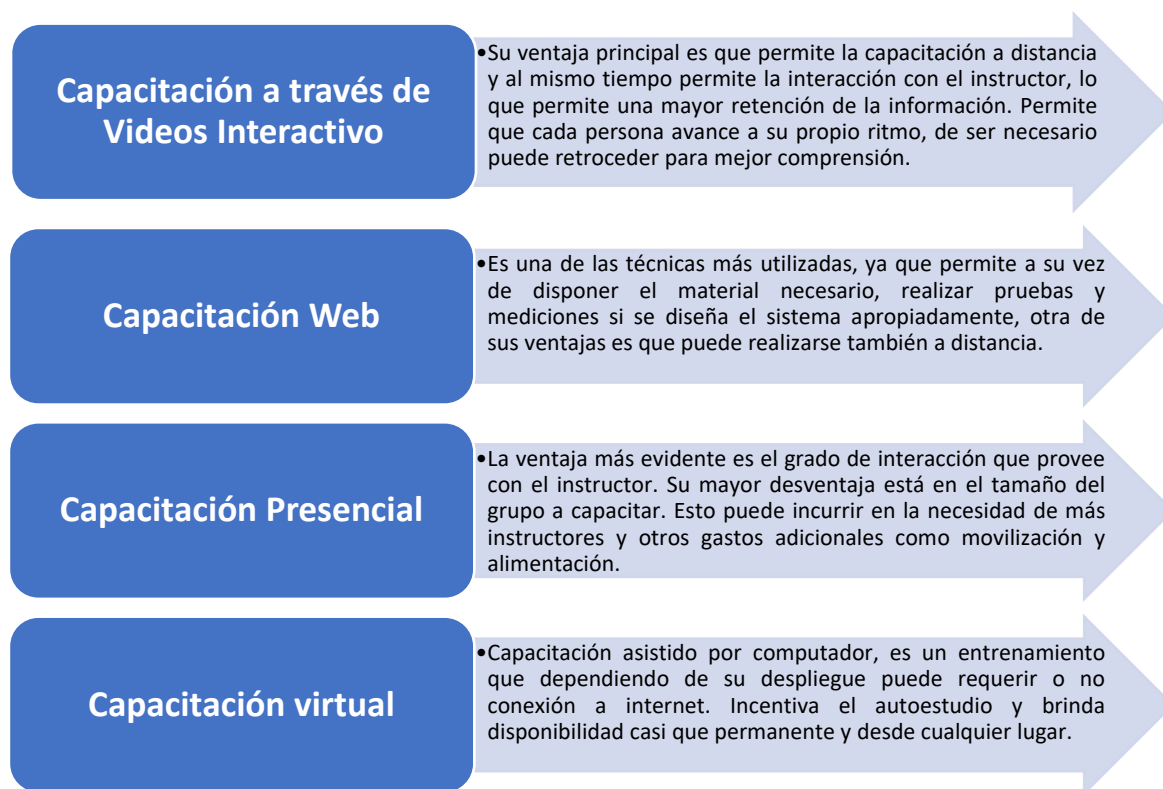 Capacitación a través de
Videos Interactivo
•Su ventaja principal es que permite la capacitación a distancia
y al mismo tiempo permite la interacción con el instructor, lo
que permite una mayor retención de la información. Permite
que cada persona avance a su propio ritmo, de ser necesario
puede retroceder para mejor comprensión.
Capacitación Web
•Es una de las técnicas más utilizadas, ya que permite a su vez
de disponer el material necesario, realizar pruebas y
mediciones si se diseña el sistema apropiadamente, otra de
sus ventajas es que puede realizarse también a distancia.
Capacitación Presencial
•La ventaja más evidente es el grado de interacción que provee
con el instructor. Su mayor desventaja está en el tamaño del
grupo a capacitar. Esto puede incurrir en la necesidad de más
instructores y otros gastos adicionales como movilización y
alimentación.
Capacitación virtual
•Capacitación asistido por computador, es un entrenamiento
que dependiendo de su despliegue puede requerir o no
conexión a internet. Incentiva el autoestudio y brinda
disponibilidad casi que permanente y desde cualquier lugar.